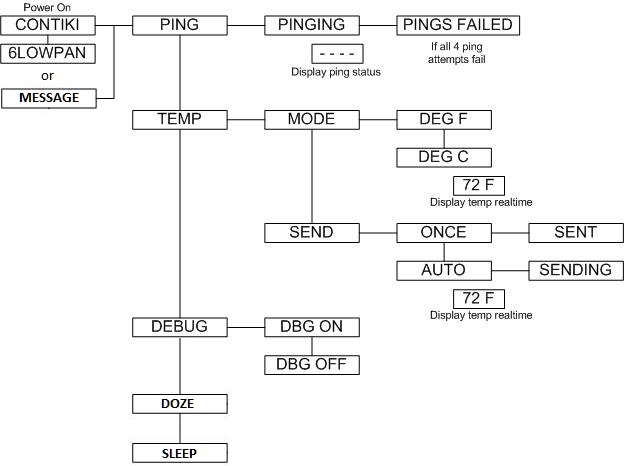 Power On
CONTIKI
PING
PINGING
PINGS FAILED
6LOWPAN
- - - -
If all 4 ping
attempts fail
Display ping status
or
MESSAGE
TEMP
MODE
DEG F
DEG C
72 F
Display temp realtime
SEND
ONCE
SENT
AUTO
SENDING
72 F
Display temp realtime
DEBUG
DBG ON
DBG OFF
DOZE
SLEEP